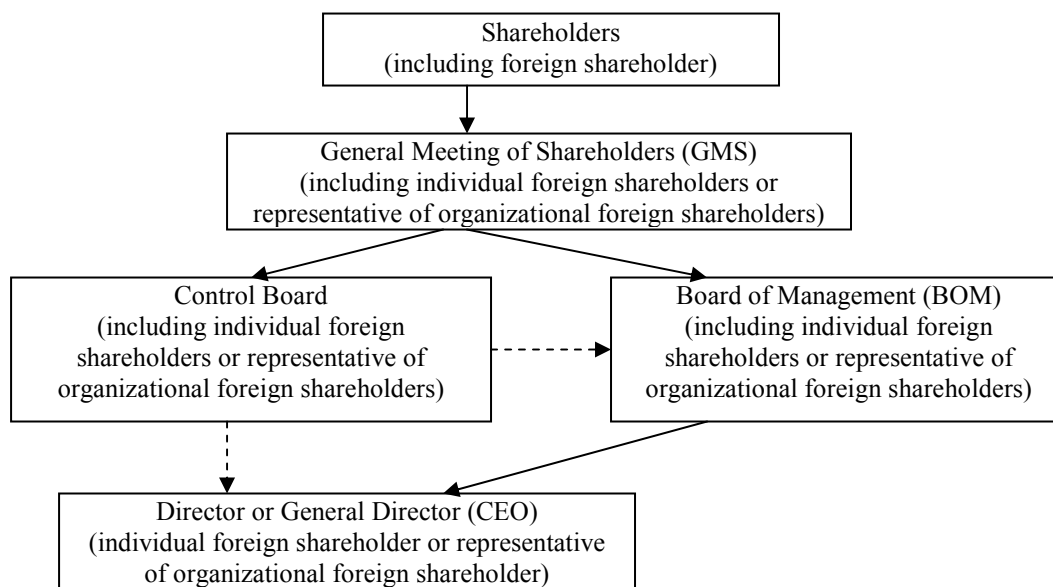 Shareholders
(including foreign shareholder)
General Meeting of Shareholders (GMS)
(including individual foreign shareholders or
representative of organizational foreign shareholders)
Control Board
(including individual foreign
shareholders or representative of
organizational foreign shareholders)
Board of Management (BOM)
(including individual foreign
shareholders or representative of
organizational foreign shareholders)
Director or General Director (CEO)
(individual foreign shareholder or representative
of organizational foreign shareholder)